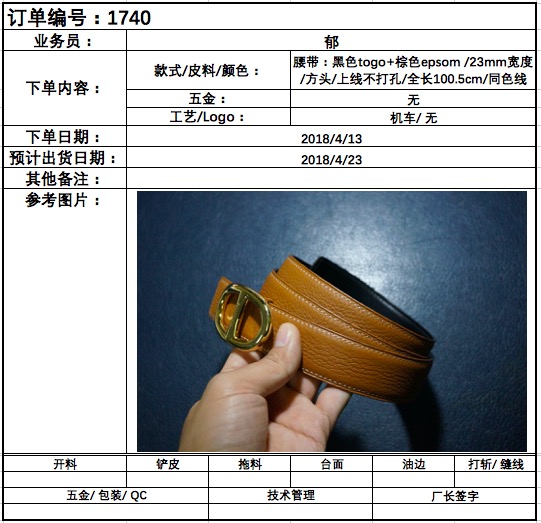 订单编号：1740
业务员： 郁
下单内容： 款式/皮料/颜色： 腰带：黑色togo+棕色epsom /23mm宽度
/方头/上线不打孔/全长100.5cm/同色线
五金： 无
工艺/Logo： 机车/ 无
下单日期： 2018/4/13
预计出货日期： 2018/4/23
其他备注：
参考图片：
开料 铲皮 拖料 台面 油边 打斩/ 缝线
五金/ 包装/ QC 技术管理 厂长签字